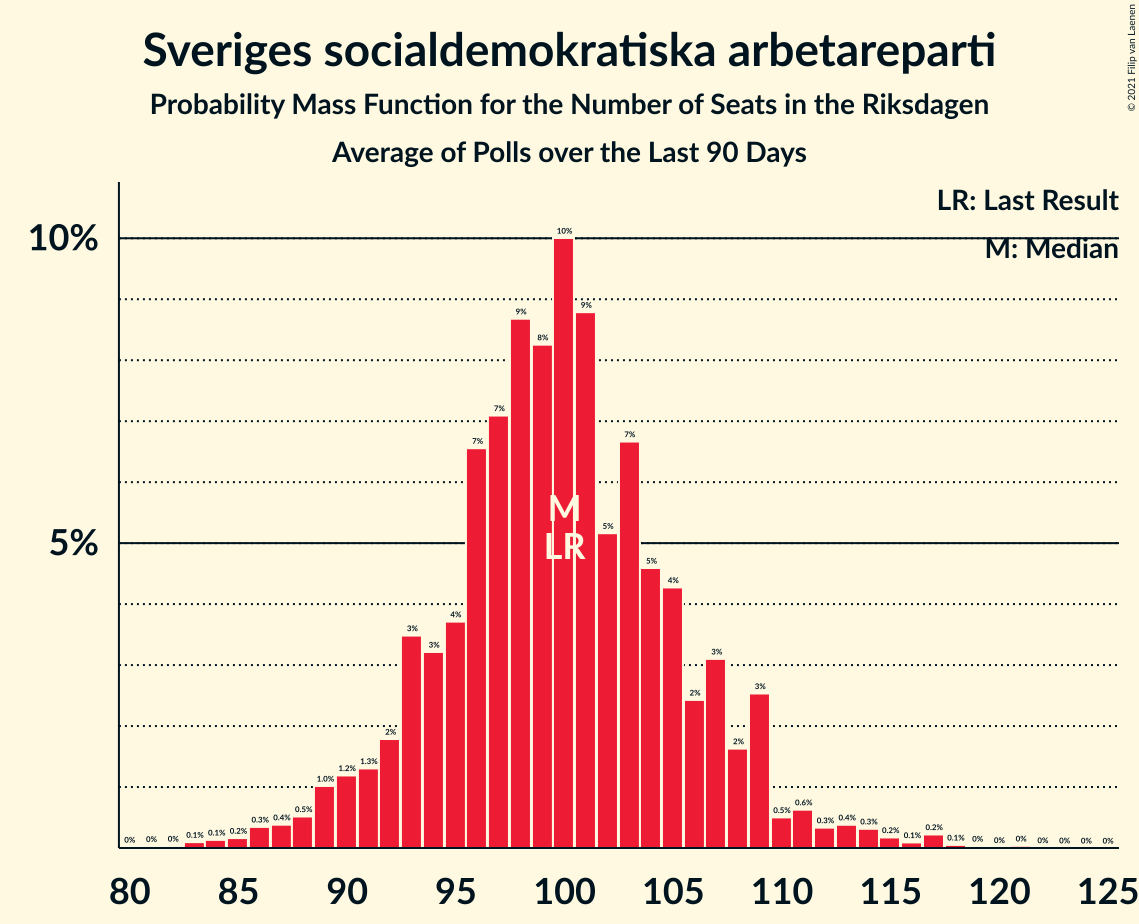 Sveriges socialdemokratiska arbetareparti
Probability Mass Function for the Number of Seats in the Riksdagen
Average of Polls over the Last 90 Days
© 2021 Filip van Laenen
LR: Last Result
M: Median
10%
5%
0% 0% 0% 0.1% 0.1% 0.2% 0.3% 0.4% 0.5% 1.0% 1.2% 1.3% 2% 3% 3% 4% 7% 7% 9% 8% 10% 9% 5% 7% 5% 4% 2% 3% 2% 3% 0.5% 0.6% 0.3% 0.4% 0.3% 0.2% 0.1% 0.2% 0.1% 0% 0% 0% 0% 0% 0% 0%
M
LR
80 85 90 95 100 105 110 115 120 125